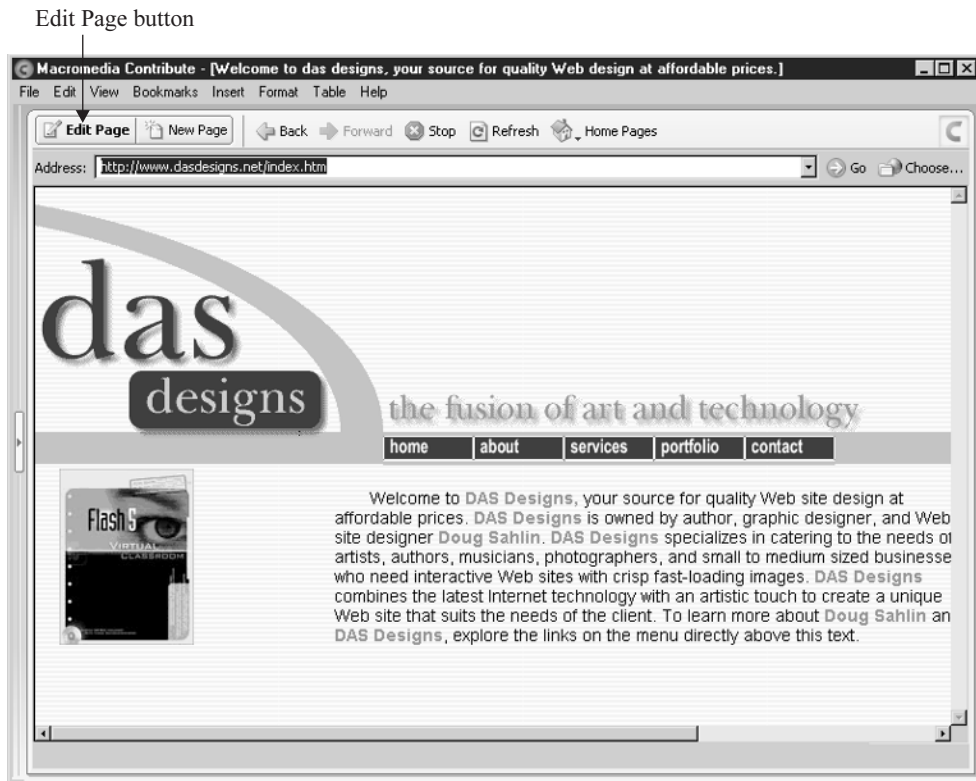 Edit Page button
Macromedia Contribute - [Welcome to das designs, your source for quality Web design at affordable prices.]
File Edit View Bookmarks Insert Format Table Help
Edit Page New Page Back Forward Stop Refresh Home Pages
Address: http://www.dasdesigns.net/index.htm Go Choose...
das
designs
the fusion of art and technology
home about services portfolio contact
Flash 5
VIRTUAL
CLASSROOM
Welcome to DAS Designs, your source for quality Web site design at
affordable prices. DAS Designs is owned by author, graphic designer, and Web
site designer Doug Sahlin. DAS Designs specializes in catering to the needs of
artists, authors, musicians, photographers, and small to medium sized businesse
who need interactive Web sites with crisp fast-loading images. DAS Designs
combines the latest Internet technology with an artistic touch to create a unique
Web site that suits the needs of the client. To learn more about Doug Sahlin an
DAS Designs, explore the links on the menu directly above this text.